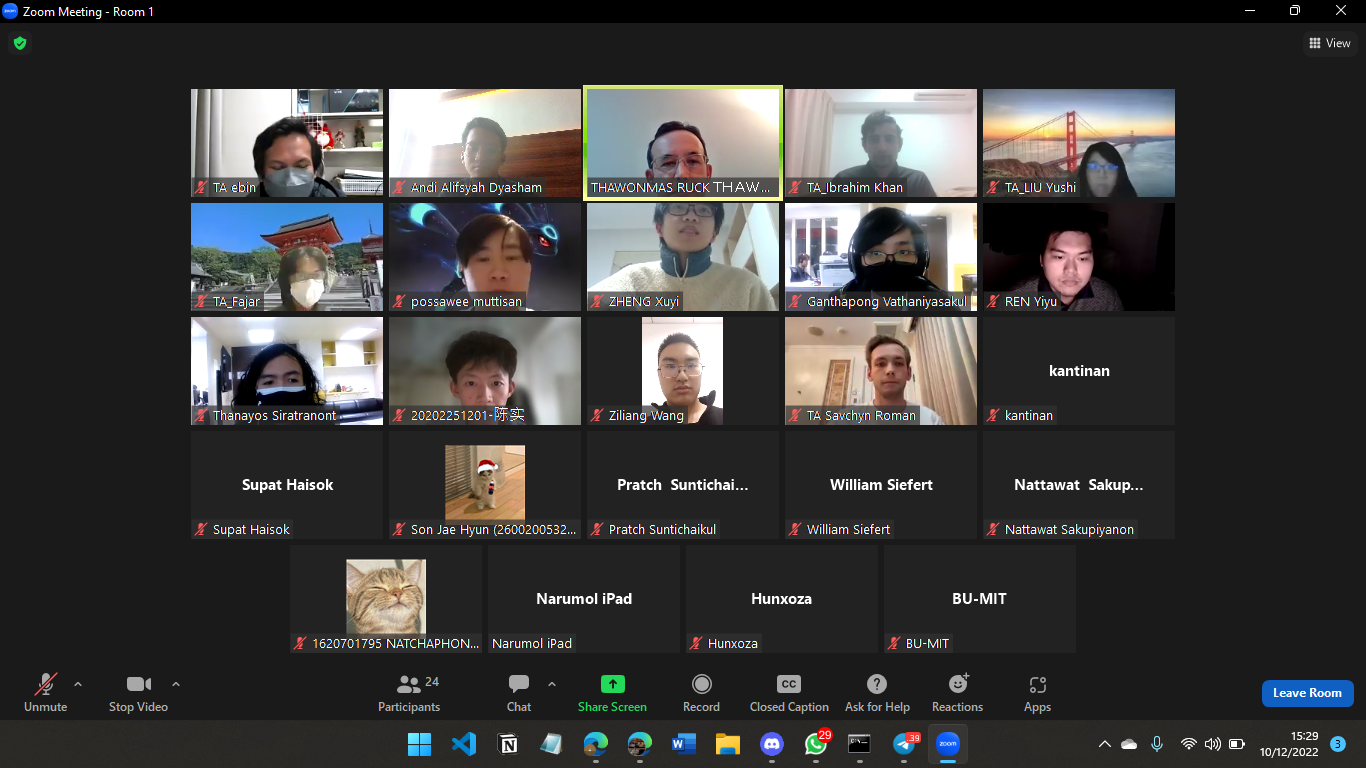 Zoom Meeting - Room 1
View
TA ebin
Andi Alifsyah Dyasham
THAWONMAS RUCK THAW...
TA_Ibrahim Khan
TA_LIU Yushi
TA_Fajar
possawee muttisan
ZHENG Xuyi
Ganthapong Vathaniyasakul
REN Yiyu
Thanayos Siratranont
20202251201-陈实
Ziliang Wang
TA Savchyn Roman
kantinan
kantinan
Supat Haisok
Supat Haisok
Son Jae Hyun (2600200532...
Pratch Suntichai...
Pratch Suntichaikul
William Siefert
William Siefert
Nattawat Sakup...
Nattawat Sakupiyanon
1620701795 NATCHAPHON...
Narumol iPad
Narumol iPad
Hunxoza
Hunxoza
BU-MIT
BU-MIT
Unmute
Stop Video
24
Participants
Chat
Share Screen
Record
CC
Closed Caption
Ask for Help
Reactions
Apps
Leave Room
29
39
zoom
15:29
10/12/2022
3